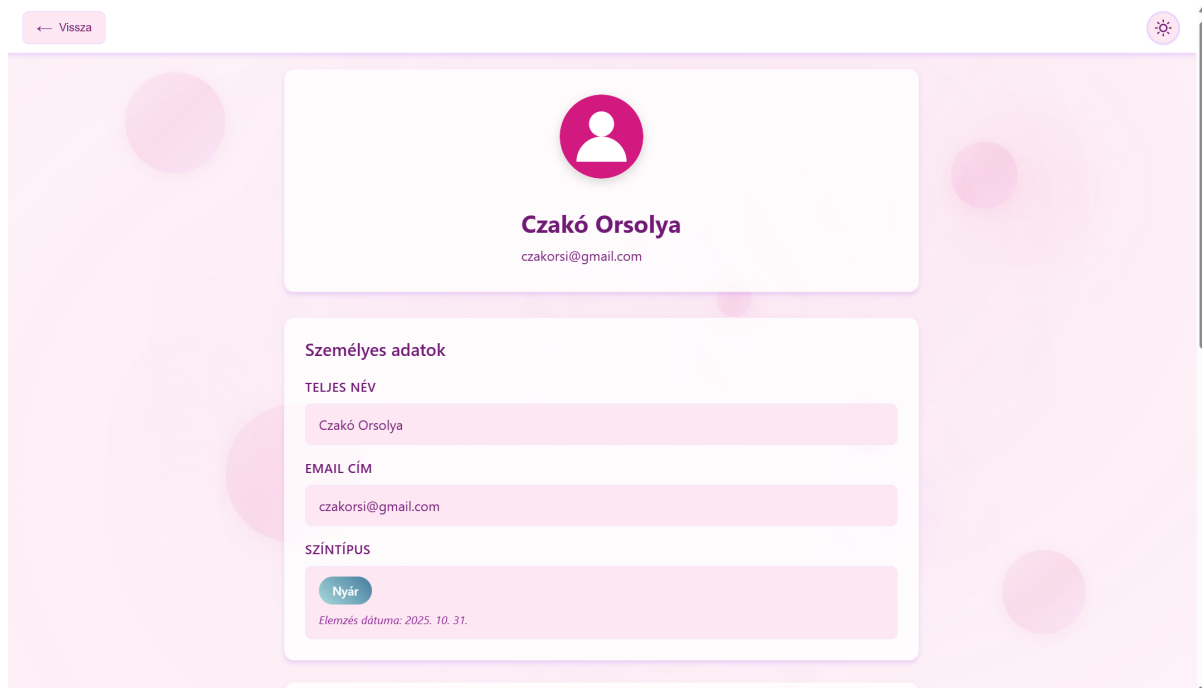 ← Vissza
Czakó Orsolya
czakorsi@gmail.com
Személyes adatok
TELJES NÉV
Czakó Orsolya
EMAIL CÍM
czakorsi@gmail.com
SZÍNTÍPUS
Nyár
Elemzés dátuma: 2025. 10. 31.